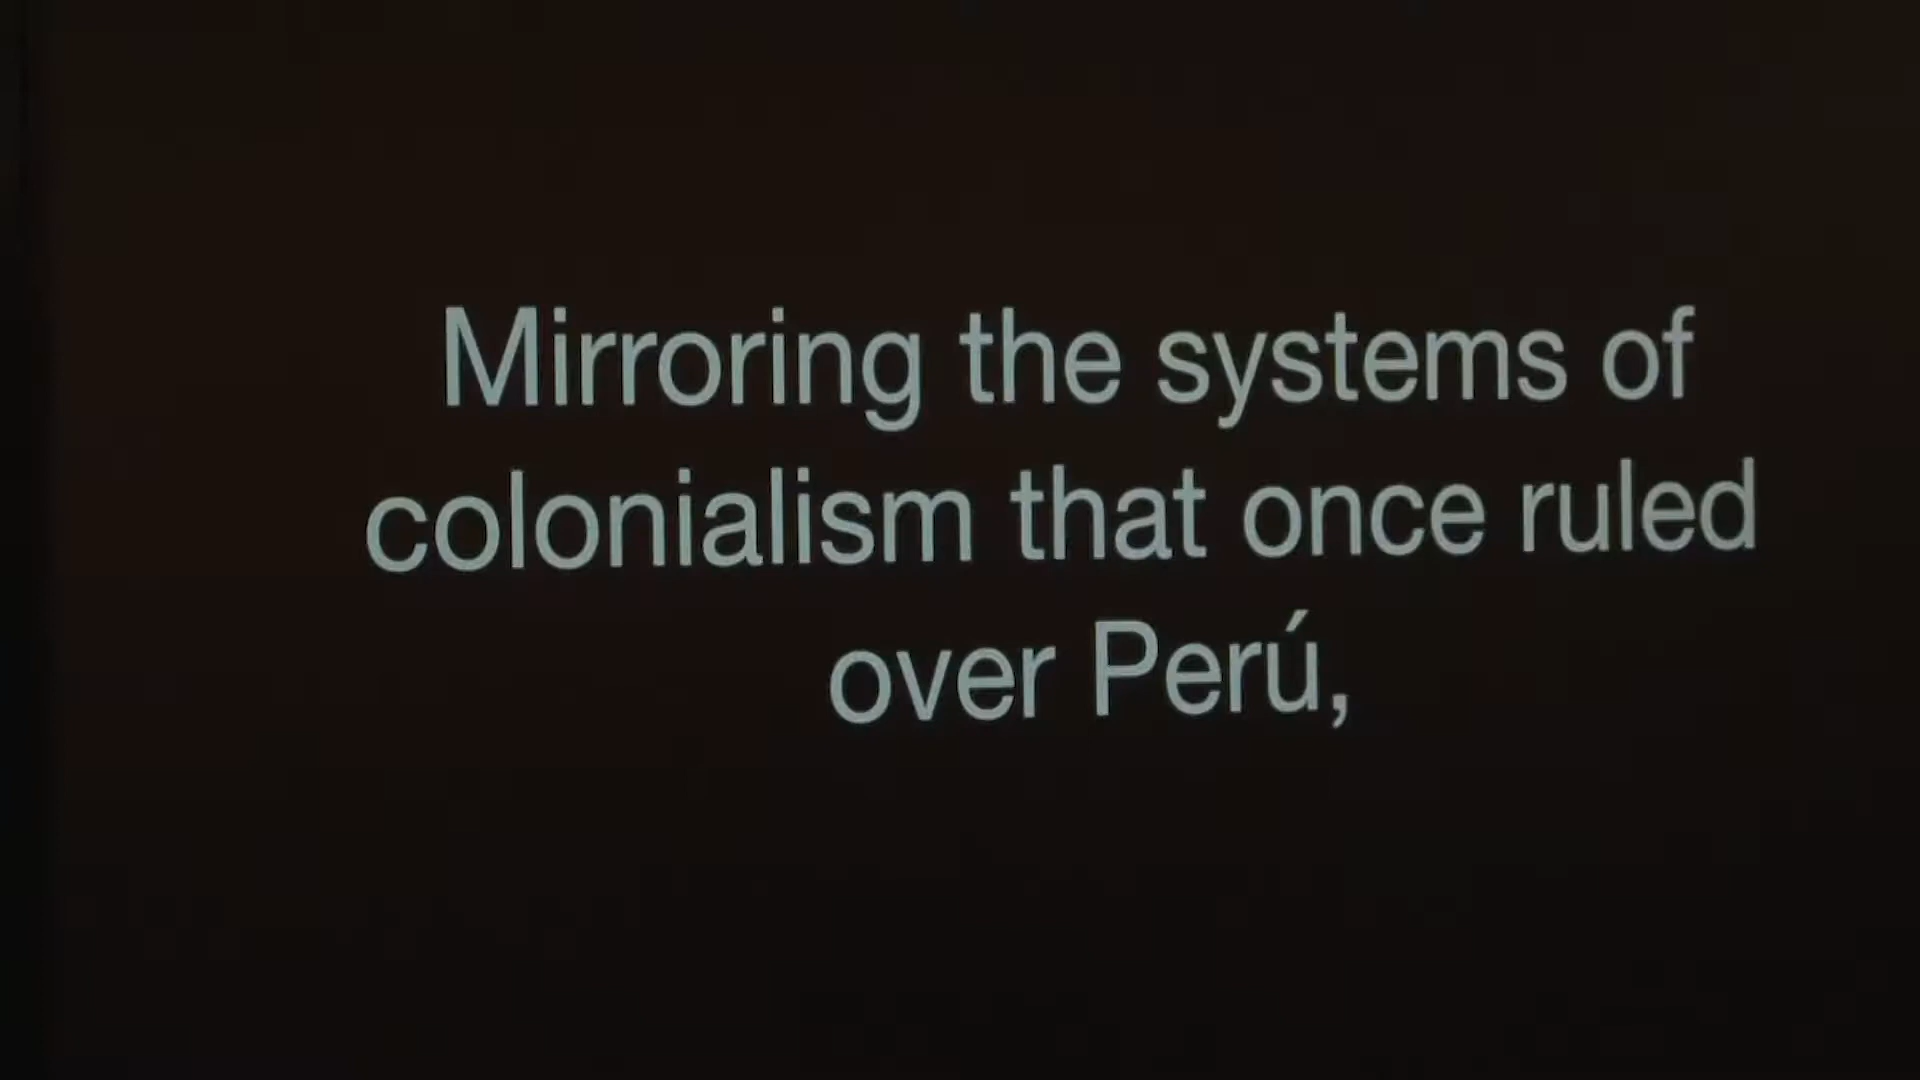 Mirroring the systems of
colonialism that once ruled
over Perú,